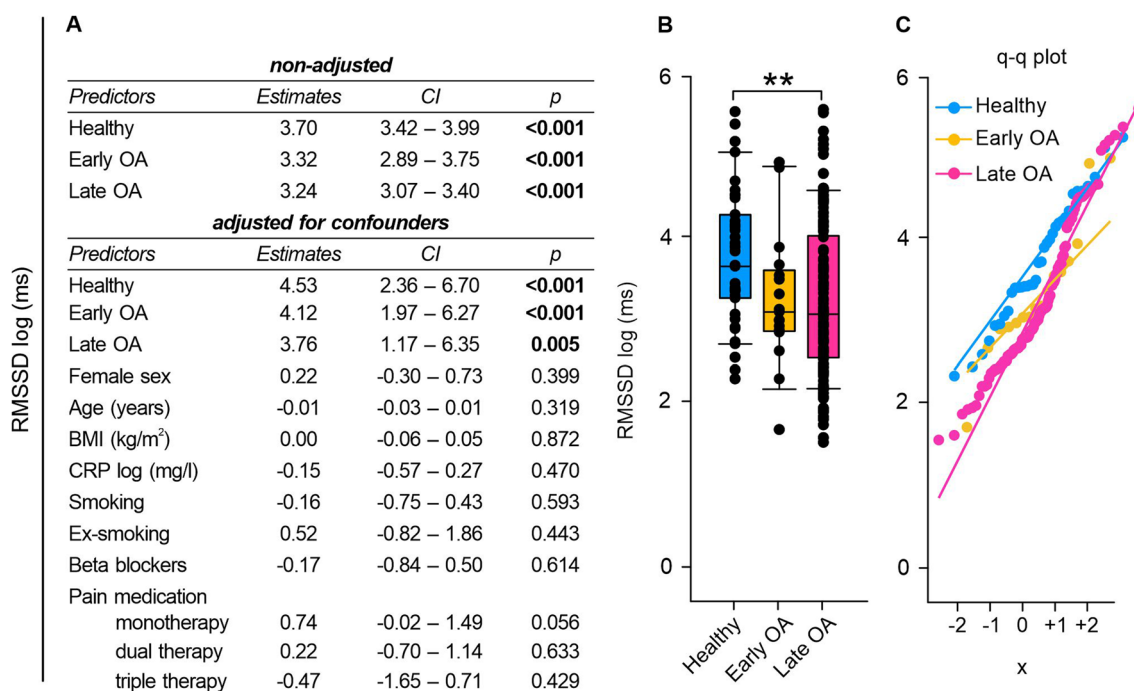 RMSSD log (ms)
A
non-adjusted
Predictors Estimates CI p
Healthy 3.70 3.42 – 3.99 <0.001
Early OA 3.32 2.89 – 3.75 <0.001
Late OA 3.24 3.07 – 3.40 <0.001
adjusted for confounders
Predictors Estimates CI p
Healthy 4.53 2.36 – 6.70 <0.001
Early OA 4.12 1.97 – 6.27 <0.001
Late OA 3.76 1.17 – 6.35 0.005
Female sex 0.22 -0.30 – 0.73 0.399
Age (years) -0.01 -0.03 – 0.01 0.319
BMI (kg/m²) 0.00 -0.06 – 0.05 0.872
CRP log (mg/l) -0.15 -0.57 – 0.27 0.470
Smoking -0.16 -0.75 – 0.43 0.593
Ex-smoking 0.52 -0.82 – 1.86 0.443
Beta blockers -0.17 -0.84 – 0.50 0.614
Pain medication
monotherapy 0.74 -0.02 – 1.49 0.056
dual therapy 0.22 -0.70 – 1.14 0.633
triple therapy -0.47 -1.65 – 0.71 0.429
B
RMSSD log (ms)
6
4
2
0
**
Healthy
Early OA
Late OA
C
q-q plot
6
4
2
0
Healthy
Early OA
Late OA
-2 -1 0 +1 +2
x